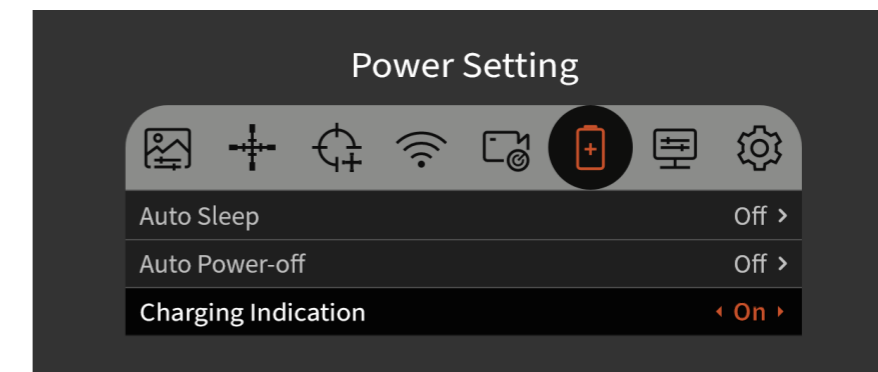 Power Setting
Auto Sleep Off
Auto Power-off Off
Charging Indication On